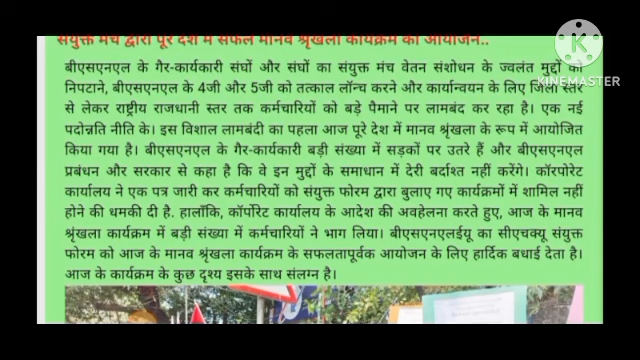 संयुक्त मंच द्वारा पूरे देश में सफल मानव श्रृंखला कार्यक्रम का आयोजन..
बीएसएनएल के गैर-कार्यकारी संघों और संघों का संयुक्त मंच वेतन संशोधन के ज्वलंत मुद्दों को
निपटाने, बीएसएनएल के 4जी और 5जी को तत्काल लॉन्च करने और कार्यान्वयन के लिए जिला स्तर
से लेकर राष्ट्रीय राजधानी स्तर तक कर्मचारियों को बड़े पैमाने पर लामबंद कर रहा है। एक नई
पदोन्नति नीति के। इस विशाल लामबंदी का पहला आज पूरे देश में मानव श्रृंखला के रूप में आयोजित
किया गया है। बीएसएनएल के गैर-कार्यकारी बड़ी संख्या में सड़कों पर उतरे हैं और बीएसएनएल
प्रबंधन और सरकार से कहा है कि वे इन मुद्दों के समाधान में देरी बर्दाश्त नहीं करेंगे। कॉरपोरेट
कार्यालय ने एक पत्र जारी कर कर्मचारियों को संयुक्त फोरम द्वारा बुलाए गए कार्यक्रमों में शामिल नहीं
होने की धमकी दी है. हालाँकि, कॉर्पोरेट कार्यालय के आदेश की अवहेलना करते हुए, आज के मानव
श्रृंखला कार्यक्रम में बड़ी संख्या में कर्मचारियों ने भाग लिया। बीएसएनएलईयू का सीएचक्यू संयुक्त
फोरम को आज के मानव श्रृंखला कार्यक्रम के सफलतापूर्वक आयोजन के लिए हार्दिक बधाई देता है।
आज के कार्यक्रम के कुछ दृश्य इसके साथ संलग्न है।
KINEMASTER